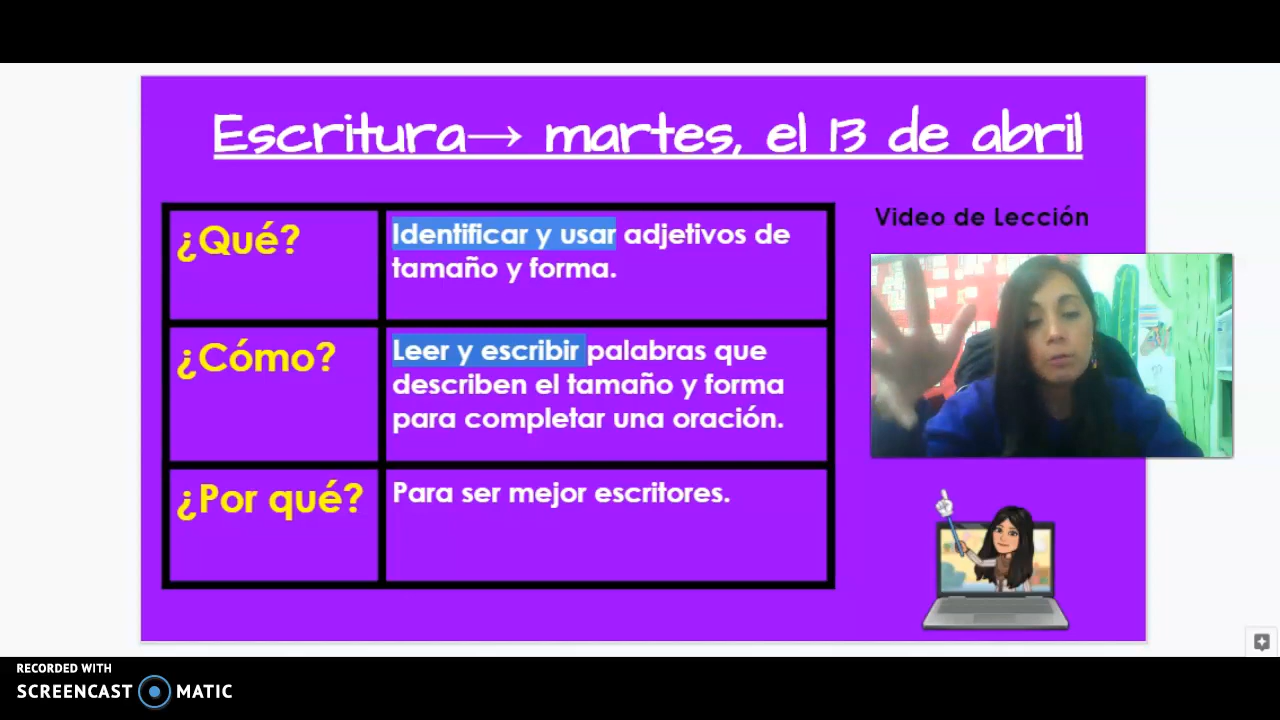 Escritura→ martes, el 13 de abril
¿Qué?
Identificar y usar adjetivos de
tamaño y forma.
¿Cómo?
Leer y escribir palabras que
describen el tamaño y forma
para completar una oración.
¿Por qué?
Para ser mejor escritores.
Video de Lección
RECORDED WITH
SCREENCAST MATIC